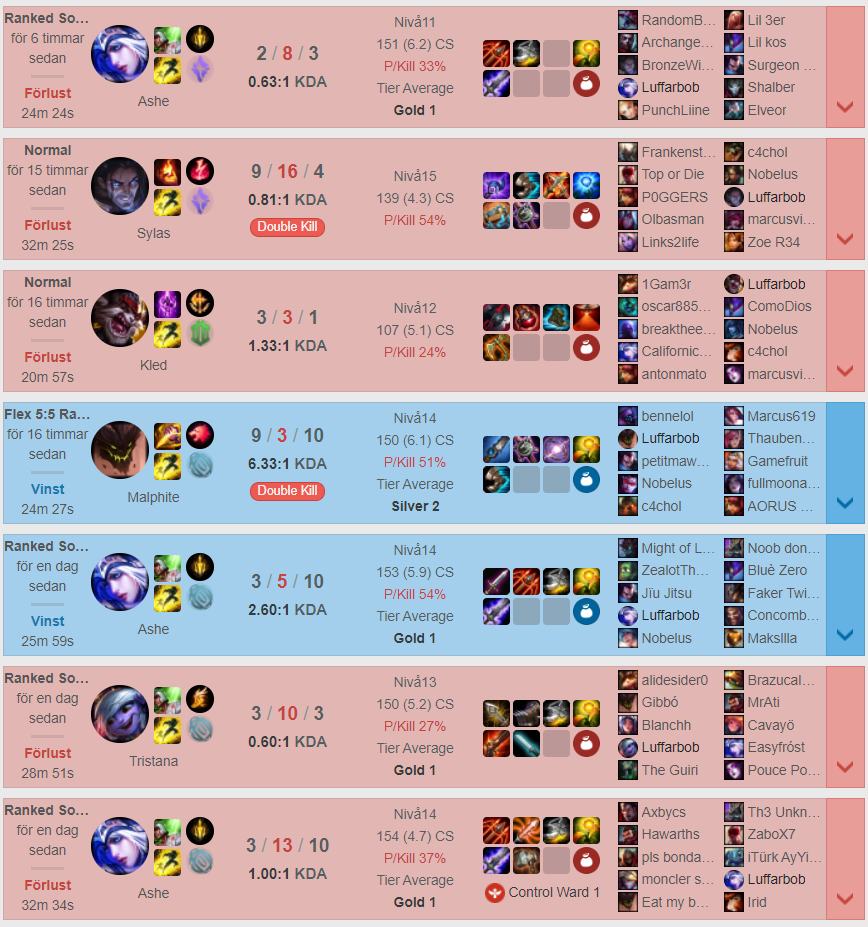 Ranked So...
för 6 timmar
sedan
Förlust
24m 24s
Ashe
2 / 8 / 3
0.63:1 KDA
Nivå11
151 (6.2) CS
P/Kill 33%
Tier Average
Gold 1
RandomB... Lil 3er
Archange... Lil kos
BronzeWi... Surgeon ...
Luffarbob Shalber
PunchLiine Elveor
Normal
för 15 timmar
sedan
Förlust
32m 25s
Sylas
9 / 16 / 4
0.81:1 KDA
Double Kill
Nivå15
139 (4.3) CS
P/Kill 54%
Frankenst... c4chol
Top or Die Nobelus
P0GGERS Luffarbob
Olbasman marcusvi...
Links2life Zoe R34
Normal
för 16 timmar
sedan
Förlust
20m 57s
Kled
3 / 3 / 1
1.33:1 KDA
Nivå12
107 (5.1) CS
P/Kill 24%
1Gam3r Luffarbob
oscar885... ComoDios
breakthee... Nobelus
Californic... c4chol
antonmato marcusvi...
Flex 5:5 Ra...
för 16 timmar
sedan
Vinst
24m 27s
Malphite
9 / 3 / 10
6.33:1 KDA
Double Kill
Nivå14
150 (6.1) CS
P/Kill 51%
Tier Average
Silver 2
bennelol Marcus619
Luffarbob Thauben...
petitmaw... Gamefruit
Nobelus fullmoona...
c4chol AORUS ...
Ranked So...
för en dag
sedan
Vinst
25m 59s
Ashe
3 / 5 / 10
2.60:1 KDA
Nivå14
153 (5.9) CS
P/Kill 54%
Tier Average
Gold 1
Might of L... Noob don...
ZealotTh... Bluè Zero
Jïu Jitsu Faker Twi...
Luffarbob Concomb...
Nobelus MaksIlla
Ranked So...
för en dag
sedan
Förlust
28m 51s
Tristana
3 / 10 / 3
0.60:1 KDA
Nivå13
150 (5.2) CS
P/Kill 27%
Tier Average
Gold 1
alidesider0 Brazucal...
Gibbó MrAti
Blanchh Cavayö
Luffarbob Easyfróst
The Guiri Pouce Po...
Ranked So...
för en dag
sedan
Förlust
32m 34s
Ashe
3 / 13 / 10
1.00:1 KDA
Nivå14
154 (4.7) CS
P/Kill 37%
Tier Average
Gold 1
Control Ward 1
Axbycs Th3 Unkn...
Hawarths ZaboX7
pls bonda... iTürk AyYi...
moncler s... Luffarbob
Eat my b... Irid